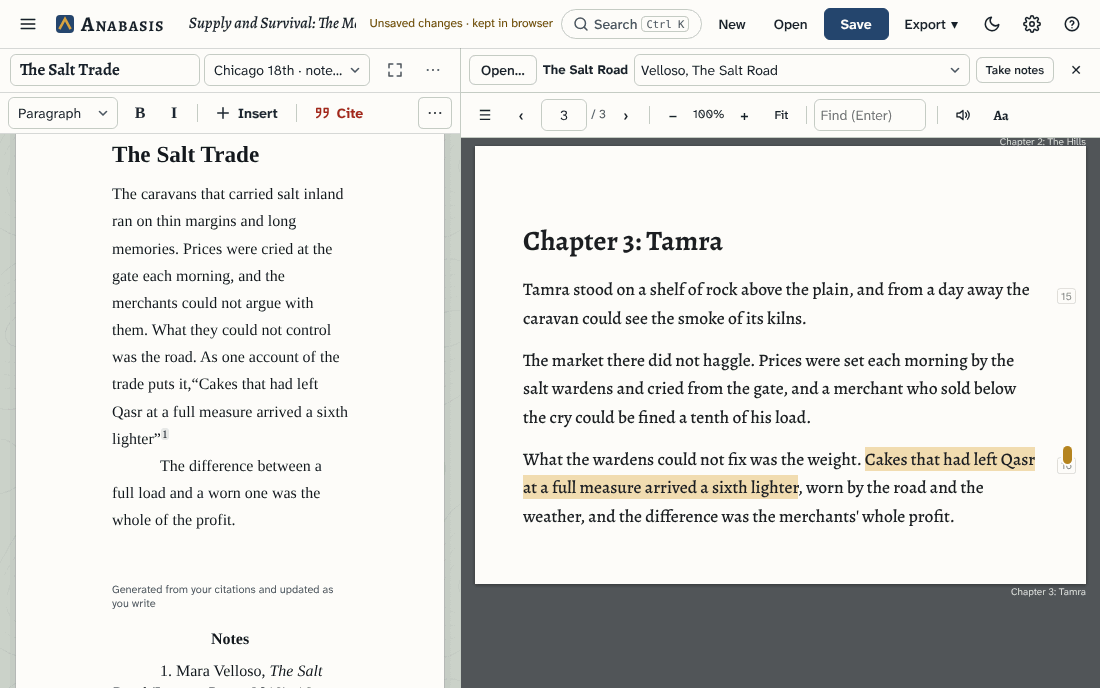 Anabasis
Supply and Survival: The
Unsaved changes · kept in browser
Search Ctrl K
New
Open
Save
Export ▾
The Salt Trade
Chicago 18th · note…
Open…
The Salt Road
Velloso, The Salt Road
Take notes
Paragraph
B I
Insert
Cite
3 / 3
100%
Fit
Find (Enter)
Aa
The Salt Trade
The caravans that carried salt inland
ran on thin margins and long
memories. Prices were cried at the
gate each morning, and the
merchants could not argue with
them. What they could not control
was the road. As one account of the
trade puts it,“Cakes that had left
Qasr at a full measure arrived a sixth
lighter”1
The difference between a
full load and a worn one was the
whole of the profit.
Generated from your citations and updated as
you write
Notes
1. Mara Velloso, The Salt
Chapter 2: The Hills
Chapter 3: Tamra
Tamra stood on a shelf of rock above the plain, and from a day away the
caravan could see the smoke of its kilns.
15
The market there did not haggle. Prices were set each morning by the
salt wardens and cried from the gate, and a merchant who sold below
the cry could be fined a tenth of his load.
What the wardens could not fix was the weight. Cakes that had left Qasr
at a full measure arrived a sixth lighter, worn by the road and the
weather, and the difference was the merchants' whole profit.
Chapter 3: Tamra